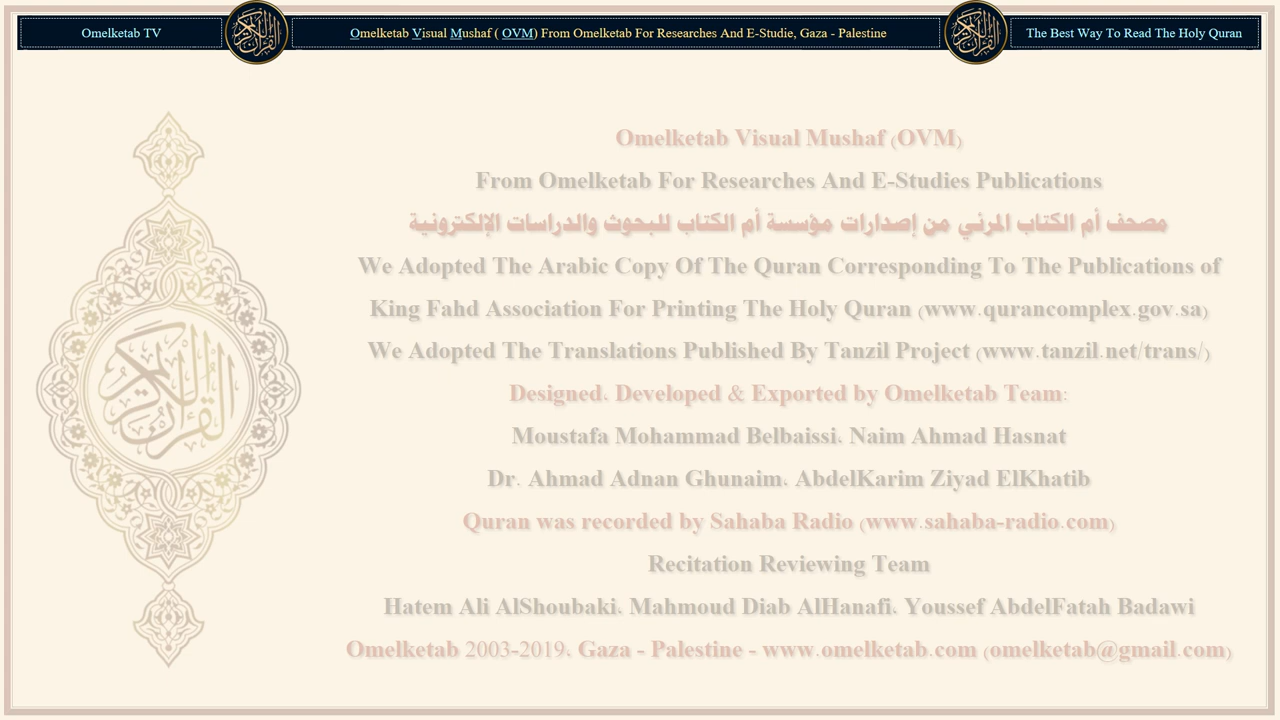 Omelketab TV
Omelketab Visual Mushaf ( OVM) From Omelketab For Researches And E-Studie, Gaza - Palestine
The Best Way To Read The Holy Quran
القرآن الكريم
Omelketab Visual Mushaf (OVM)
From Omelketab For Researches And E-Studies Publications
مصحف أم الكتاب المرئي من إصدارات مؤسسة أم الكتاب للبحوث والدراسات الإلكترونية
We Adopted The Arabic Copy Of The Quran Corresponding To The Publications of
King Fahd Association For Printing The Holy Quran (www.qurancomplex.gov.sa)
We Adopted The Translations Published By Tanzil Project (www.tanzil.net/trans/)
Designed، Developed & Exported by Omelketab Team:
Moustafa Mohammad Belbaissi، Naim Ahmad Hasnat
Dr. Ahmad Adnan Ghunaim، AbdelKarim Ziyad ElKhatib
Quran was recorded by Sahaba Radio (www.sahaba-radio.com)
Recitation Reviewing Team
Hatem Ali AlShoubaki، Mahmoud Diab AlHanafi، Youssef AbdelFatah Badawi
Omelketab 2003-2019، Gaza - Palestine - www.omelketab.com (omelketab@gmail.com)